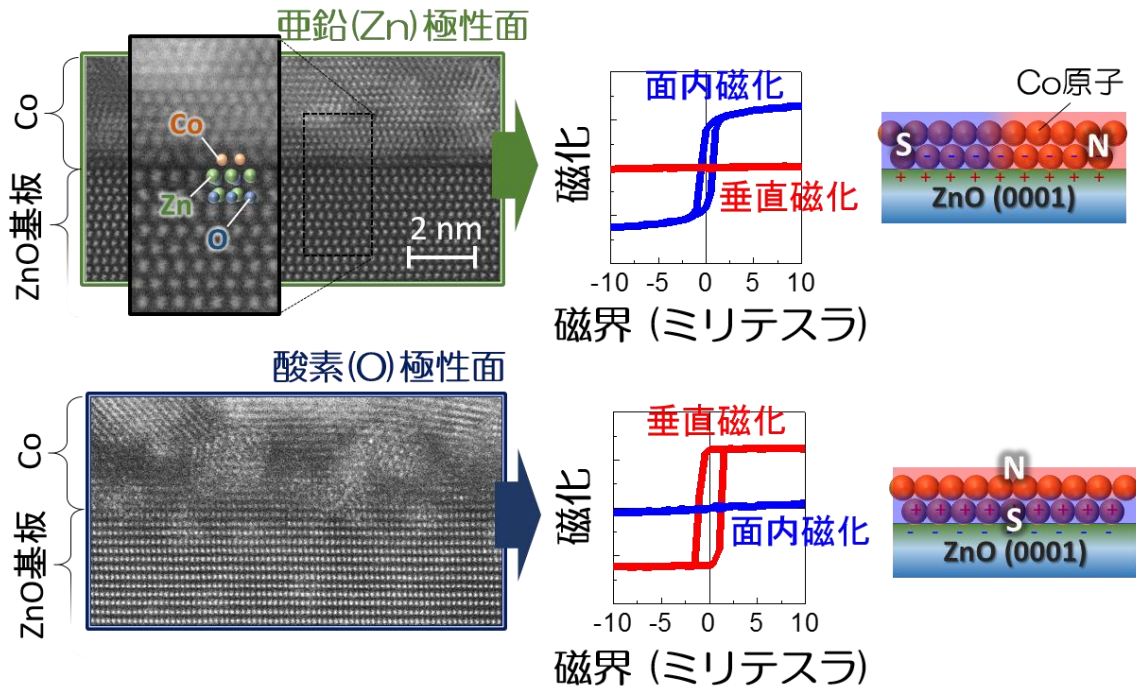 亜鉛(Zn)極性面
Co
ZnO基板
Co
Zn
O
2 nm
磁化
面内磁化
垂直磁化
-10 -5 0 5 10
磁界 (ミリテスラ)
Co原子
S N
- - - - - - - -
+ + + + + + + + +
ZnO (0001)
酸素(O)極性面
Co
ZnO基板
磁化
垂直磁化
面内磁化
-10 -5 0 5 10
磁界 (ミリテスラ)
N
+ + + + S + + + +
- - - - - - - -
ZnO (0001)